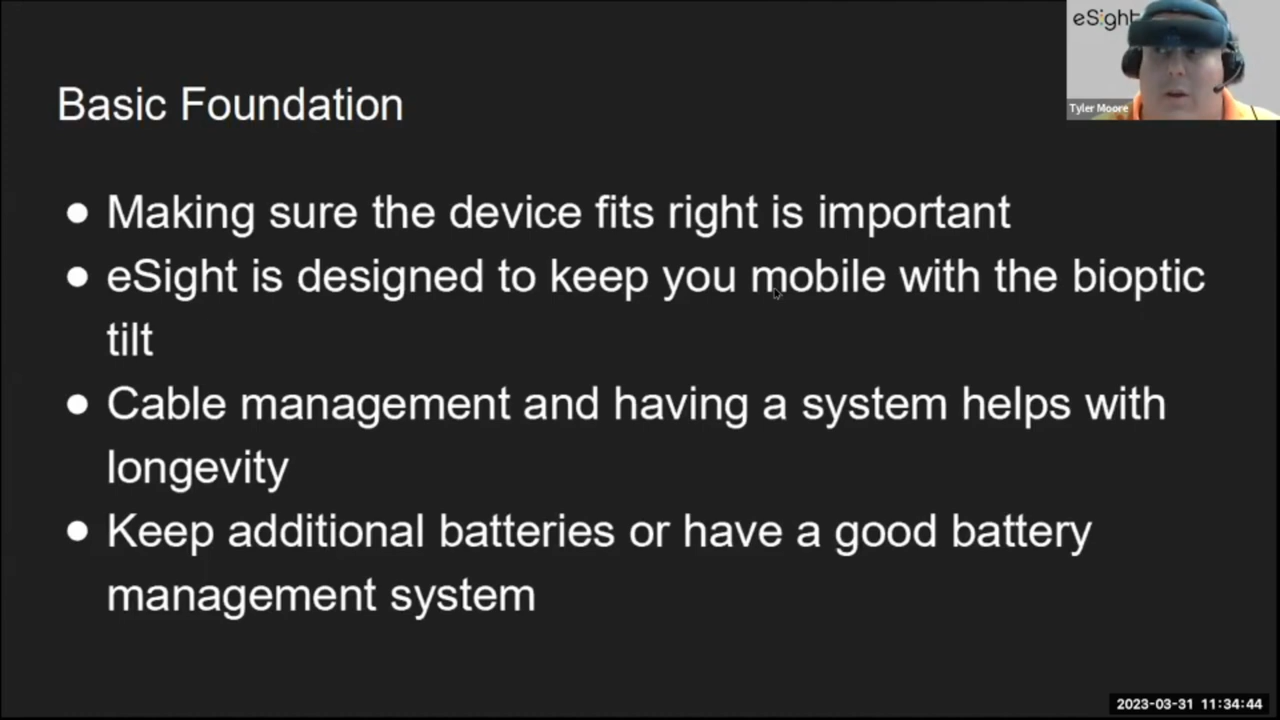 eSight
Tyler Moore
Basic Foundation
● Making sure the device fits right is important
● eSight is designed to keep you mobile with the bioptic
tilt
● Cable management and having a system helps with
longevity
● Keep additional batteries or have a good battery
management system
2023-03-31 11:34:44